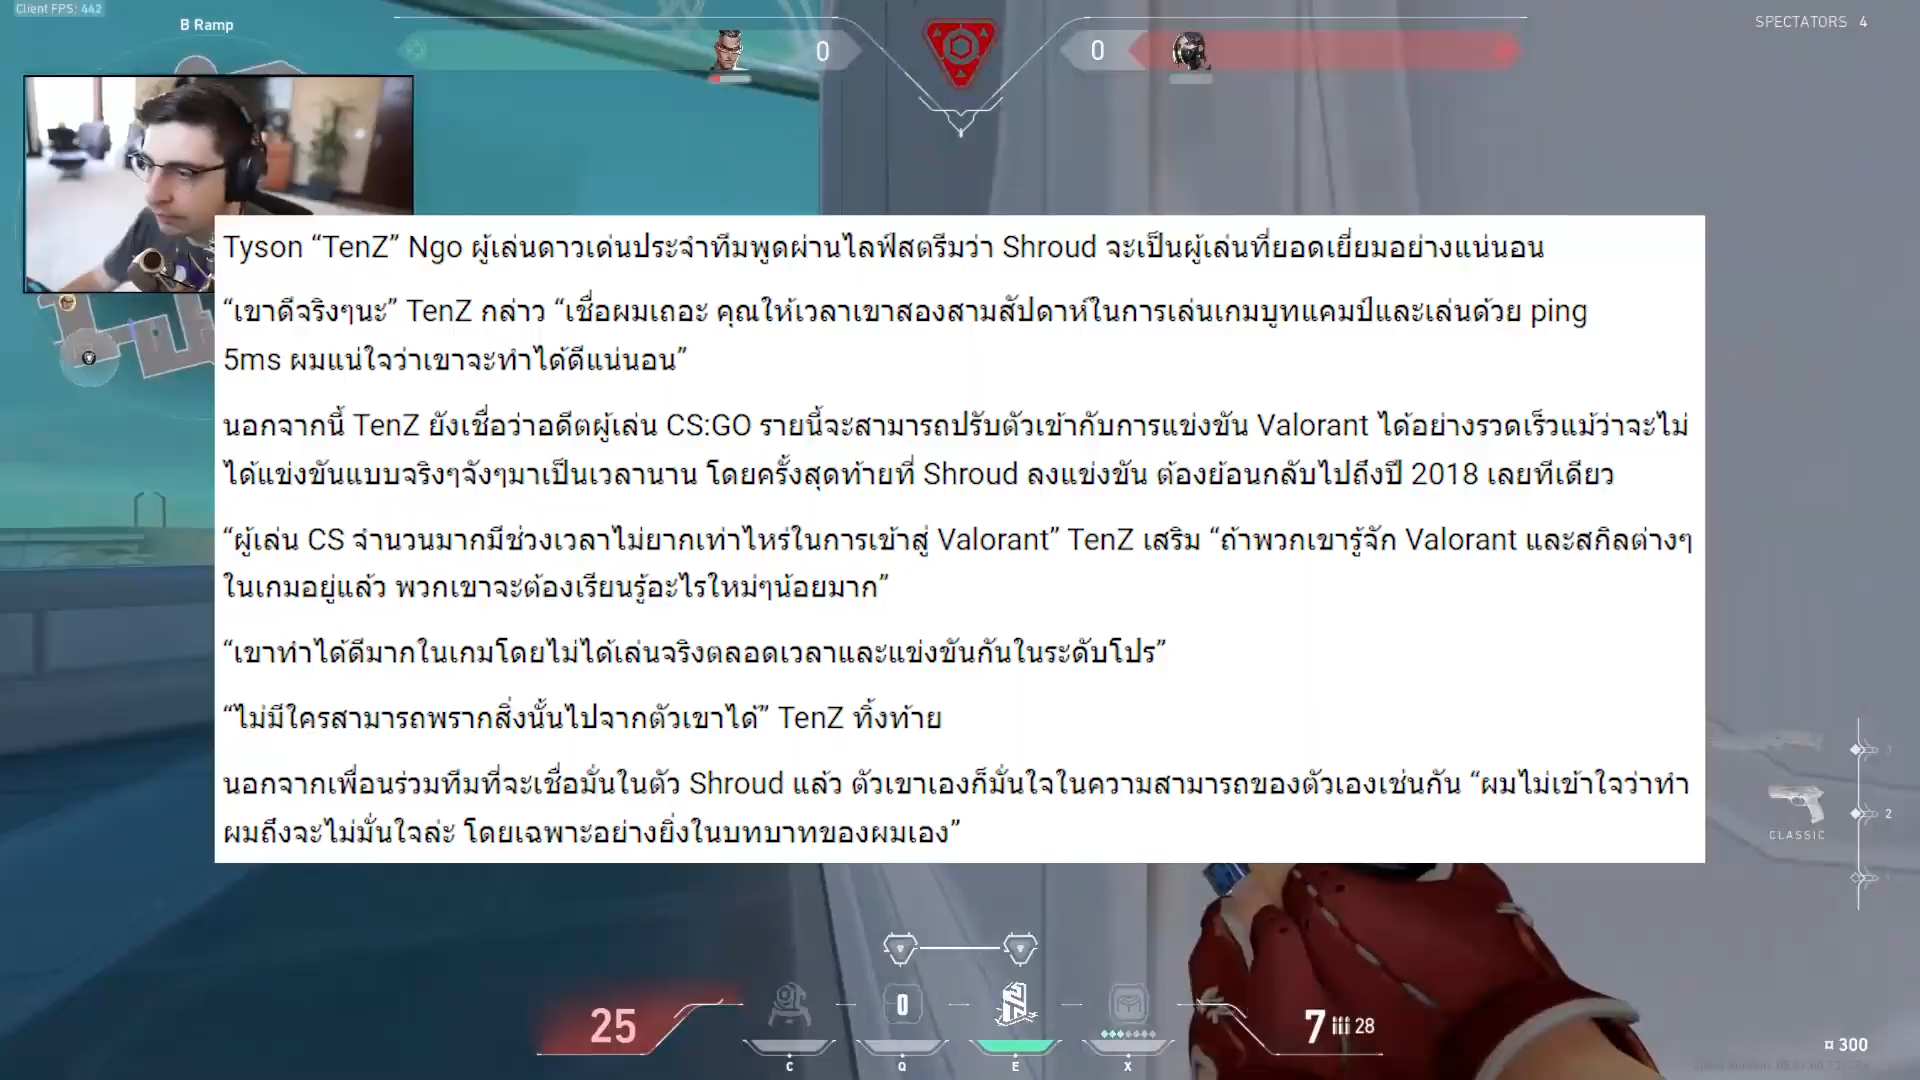 Client FPS: 442
B Ramp
0
0
SPECTATORS 4
Tyson “TenZ” Ngo ผู้เล่นดาวเด่นประจำทีมพูดผ่านไลฟ์สตรีมว่า Shroud จะเป็นผู้เล่นที่ยอดเยี่ยมอย่างแน่นอน
“เขาดีจริงๆนะ” TenZ กล่าว “เชื่อผมเถอะ คุณให้เวลาเขาสองสามสัปดาห์ในการเล่นเกมบูทแคมป์และเล่นด้วย ping
5ms ผมแน่ใจว่าเขาจะทำได้ดีแน่นอน”
นอกจากนี้ TenZ ยังเชื่อว่าอดีตผู้เล่น CS:GO รายนี้จะสามารถปรับตัวเข้ากับการแข่งขัน Valorant ได้อย่างรวดเร็วแม้ว่าจะไม่
ได้แข่งขันแบบจริงๆจังๆมาเป็นเวลานาน โดยครั้งสุดท้ายที่ Shroud ลงแข่งขัน ต้องย้อนกลับไปถึงปี 2018 เลยทีเดียว
“ผู้เล่น CS จำนวนมากมีช่วงเวลาไม่ยากเท่าไหร่ในการเข้าสู่ Valorant” TenZ เสริม “ถ้าพวกเขารู้จัก Valorant และสกิลต่างๆ
ในเกมอยู่แล้ว พวกเขาจะต้องเรียนรู้อะไรใหม่ๆน้อยมาก”
“เขาทำได้ดีมากในเกมโดยไม่ได้เล่นจริงตลอดเวลาและแข่งขันกันในระดับโปร”
“ไม่มีใครสามารถพรากสิ่งนั้นไปจากตัวเขาได้” TenZ ทิ้งท้าย
นอกจากเพื่อนร่วมทีมที่จะเชื่อมั่นในตัว Shroud แล้ว ตัวเขาเองก็มั่นใจในความสามารถของตัวเองเช่นกัน “ผมไม่เข้าใจว่าทำ
ผมถึงจะไม่มั่นใจล่ะ โดยเฉพาะอย่างยิ่งในบทบาทของผมเอง”
3
2
CLASSIC
25
0
C
Q
E
X
7
28
¤ 300